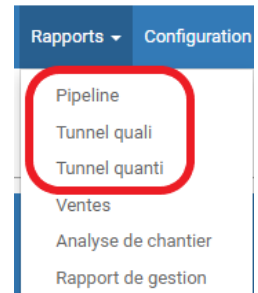 Rapports Configuration
Pipeline
Tunnel quali
Tunnel quanti
Ventes
Analyse de chantier
Rapport de gestion